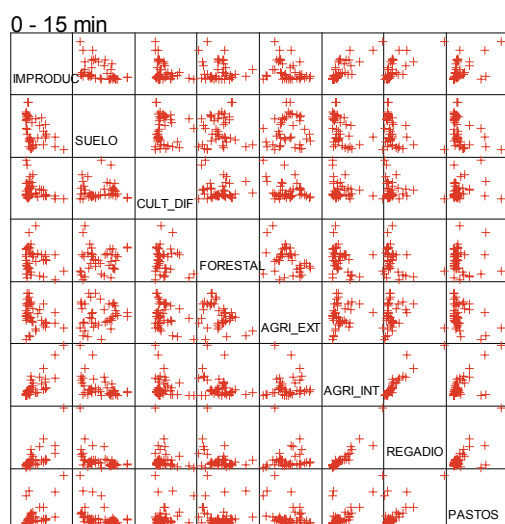 0 - 15 min
IMPRODUC
SUELO
CULT_DIF
FORESTAL
AGRI_EXT
AGRI_INT
REGADIO
PASTOS